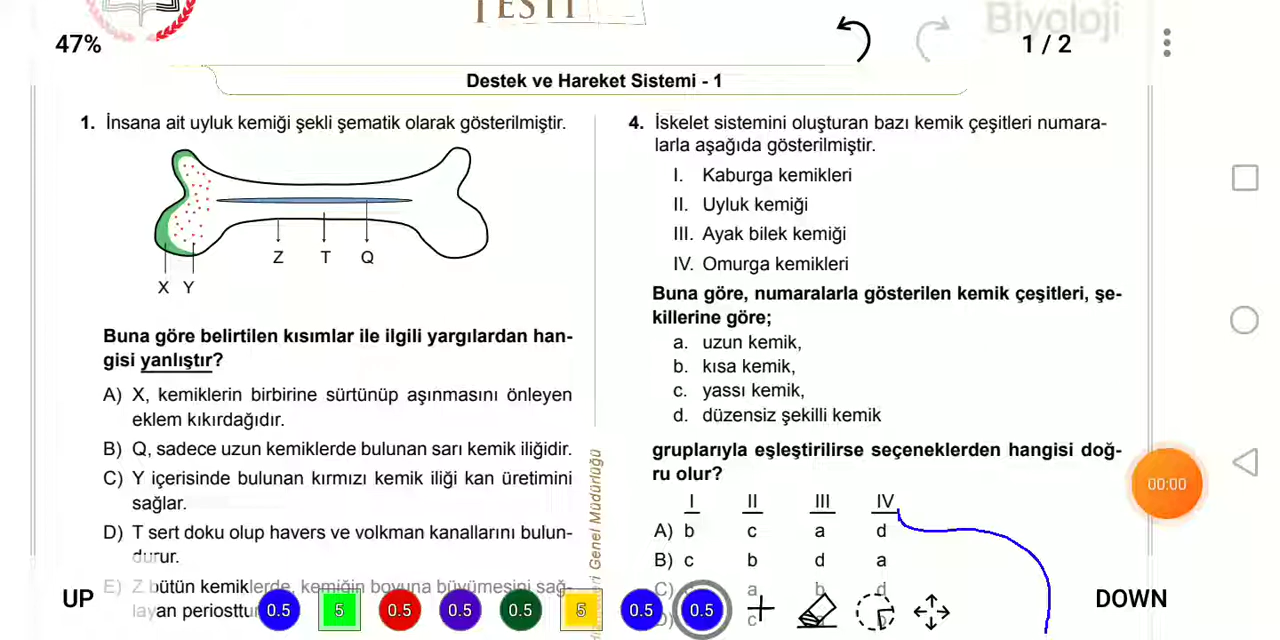 TESTİ
Biyoloji
47%
1 / 2
Destek ve Hareket Sistemi - 1
1. İnsana ait uyluk kemiği şekli şematik olarak gösterilmiştir.
Z T Q
X Y
Buna göre belirtilen kısımlar ile ilgili yargılardan han-
gisi yanlıştır?
A) X, kemiklerin birbirine sürtünüp aşınmasını önleyen
eklem kıkırdağıdır.
B) Q, sadece uzun kemiklerde bulunan sarı kemik iliğidir.
C) Y içerisinde bulunan kırmızı kemik iliği kan üretimini
sağlar.
D) T sert doku olup havers ve volkman kanallarını bulun-
durur.
E) Z bütün kemiklerde, kemiğin boyuna büyümesini sağ-
layan
4. İskelet sistemini oluşturan bazı kemik çeşitleri numara-
larla aşağıda gösterilmiştir.
I. Kaburga kemikleri
II. Uyluk kemiği
III. Ayak bilek kemiği
IV. Omurga kemikleri
Buna göre, numaralarla gösterilen kemik çeşitleri, şe-
killerine göre;
a. uzun kemik,
b. kısa kemik,
c. yassı kemik,
d. düzensiz şekilli kemik
gruplarıyla eşleştirilirse seçeneklerden hangisi doğ-
ru olur?
I II III IV
A) b c a d
B) c b d a
C) a b d
D) c
Genel Müdürlüğü
00:00
UP
0.5 5 0.5 0.5 0.5 5 0.5 0.5
DOWN